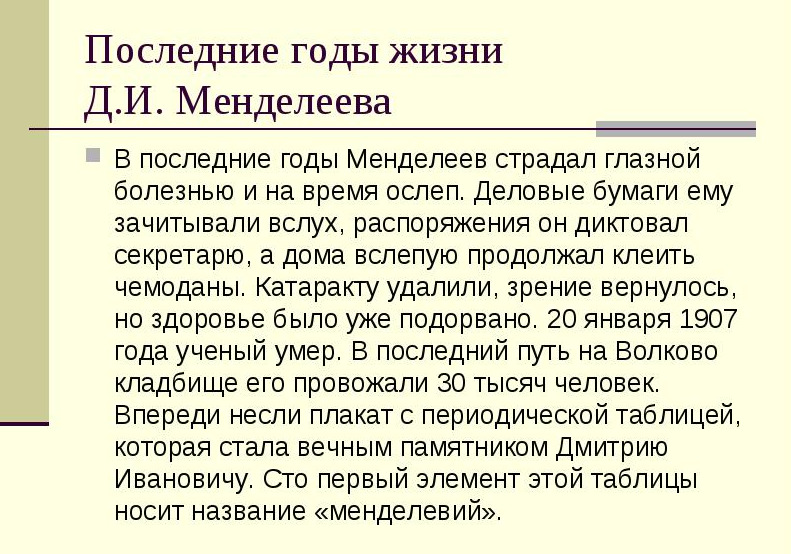 Последние годы жизни
Д.И. Менделеева
В последние годы Менделеев страдал глазной
болезнью и на время ослеп. Деловые бумаги ему
зачитывали вслух, распоряжения он диктовал
секретарю, а дома вслепую продолжал клеить
чемоданы. Катаракту удалили, зрение вернулось,
но здоровье было уже подорвано. 20 января 1907
года ученый умер. В последний путь на Волково
кладбище его провожали 30 тысяч человек.
Впереди несли плакат с периодической таблицей,
которая стала вечным памятником Дмитрию
Ивановичу. Сто первый элемент этой таблицы
носит название «менделевий».